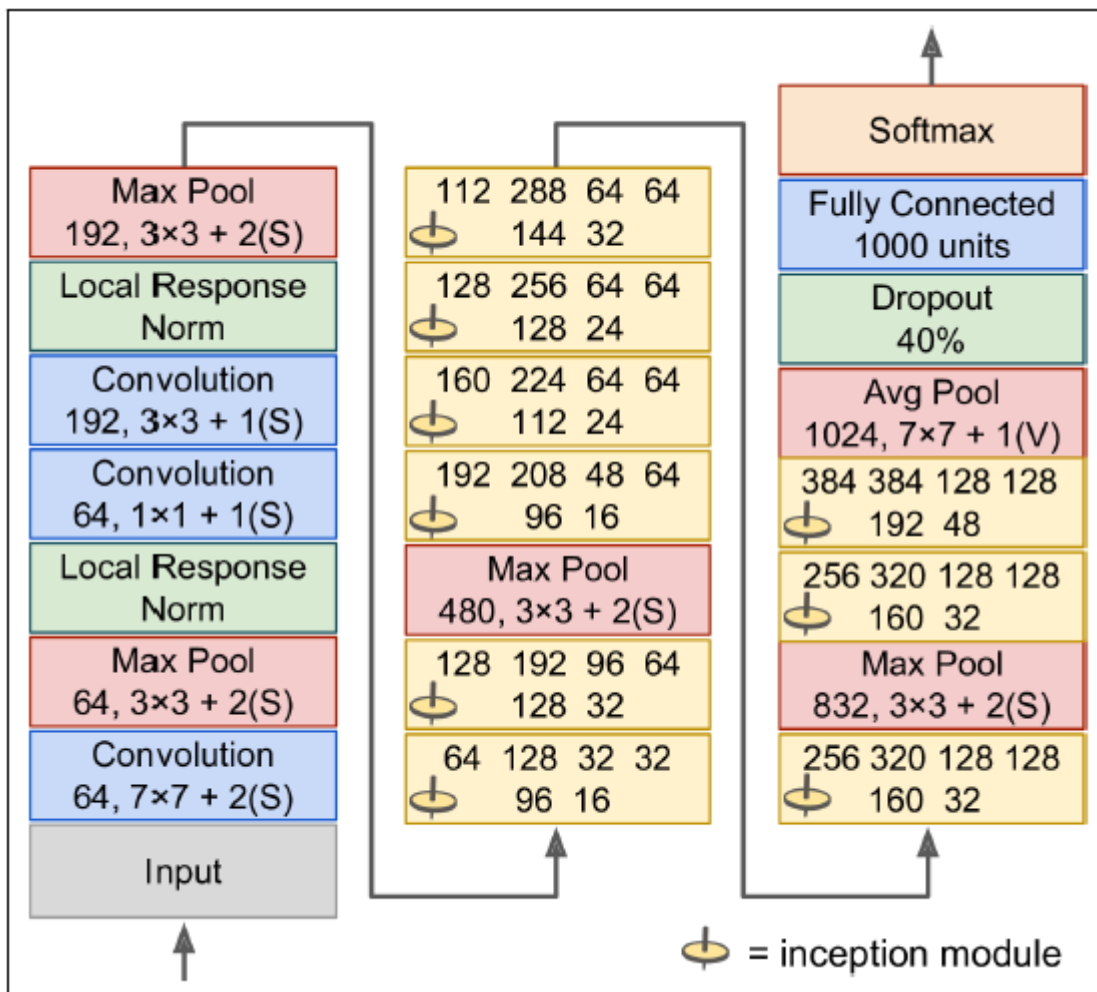 Max Pool
192, 3×3 + 2(S)
Local Response
Norm
Convolution
192, 3×3 + 1(S)
Convolution
64, 1×1 + 1(S)
Local Response
Norm
Max Pool
64, 3×3 + 2(S)
Convolution
64, 7×7 + 2(S)
Input
112 288 64 64
144 32
128 256 64 64
128 24
160 224 64 64
112 24
192 208 48 64
96 16
Max Pool
480, 3×3 + 2(S)
128 192 96 64
128 32
64 128 32 32
96 16
Softmax
Fully Connected
1000 units
Dropout
40%
Avg Pool
1024, 7×7 + 1(V)
384 384 128 128
192 48
256 320 128 128
160 32
Max Pool
832, 3×3 + 2(S)
256 320 128 128
160 32
= inception module